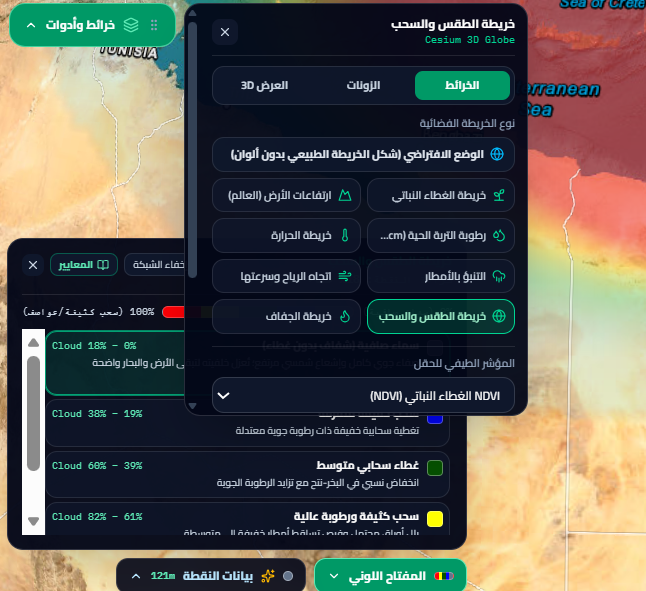 Sea of Crete
خرائط وأدوات
TUNISIA
خريطة الطقس والسحب
Cesium 3D Globe
الخرائط
الزونات
العرض 3D
Sea
نوع الخريطة الفضائية
الوضع الافتراضي (شكل الخريطة الطبيعي بدون ألوان)
خريطة الغطاء النباتي
ارتفاعات الأرض (العالم)
رطوبة التربة الحية (cm...
خريطة الحرارة
التنبؤ بالأمطار
اتجاه الرياح وسرعتها
خريطة الطقس والسحب
خريطة الجفاف
المؤشر الطيفي للحقل
NDVI الغطاء النباتي (NDVI)
المعايير
خفاء الشبكة
100% (سحب كثيفة/عواصف)
Cloud 18% – 0%
الأرض والبحار واضحة
Cloud 38% – 19%
تغطية سحابية خفيفة ذات رطوبة جوية معتدلة
غطاء سحابي متوسط
Cloud 60% – 39%
انخفاض نسبي في البخر-نتح مع تزايد الرطوبة الجوية
سحب كثيفة ورطوبة عالية
Cloud 82% – 61%
المفتاح اللوني
بيانات النقطة
121m